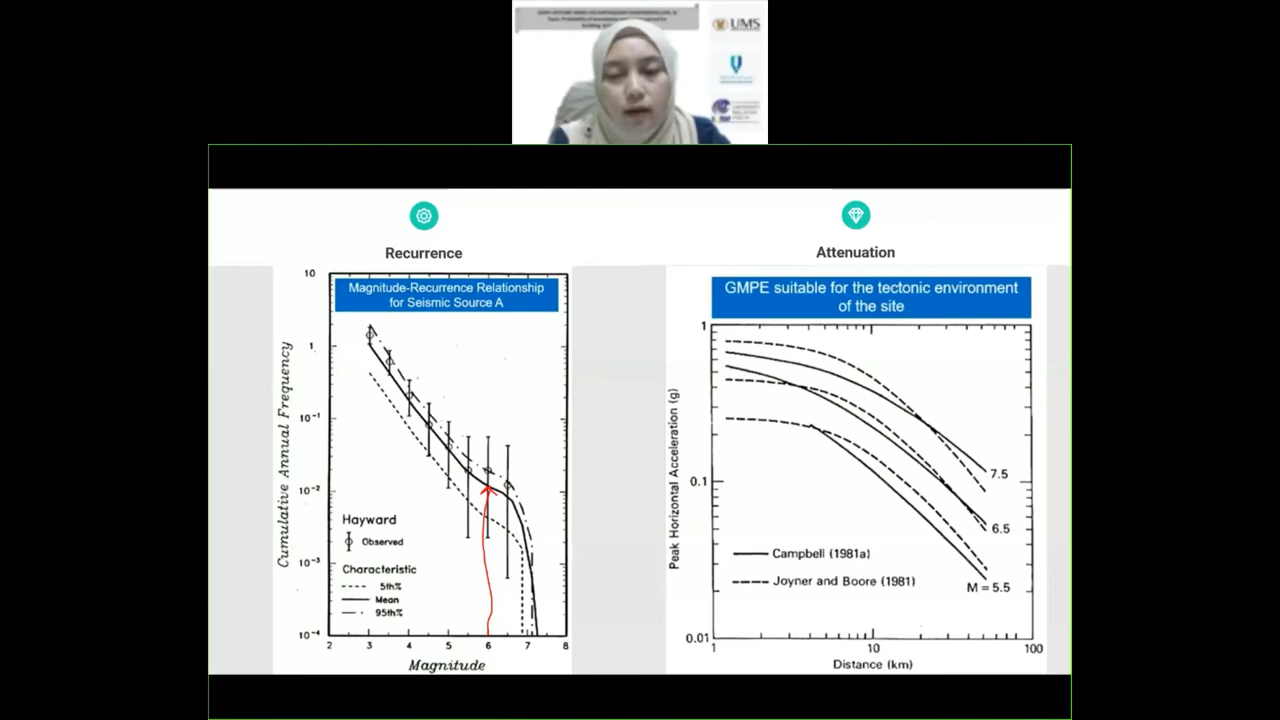 UMS
Recurrence
Magnitude-Recurrence Relationship
for Seismic Source A
Cumulative Annual Frequency
10
1
10⁻¹
10⁻²
10⁻³
10⁻⁴
Hayward
Observed
Characteristic
5th%
Mean
95th%
2 3 4 5 6 7 8
Magnitude
Attenuation
GMPE suitable for the tectonic environment
of the site
Peak Horizontal Acceleration (g)
1
0.1
0.01
7.5
6.5
M = 5.5
Campbell (1981a)
Joyner and Boore (1981)
1 10 100
Distance (km)